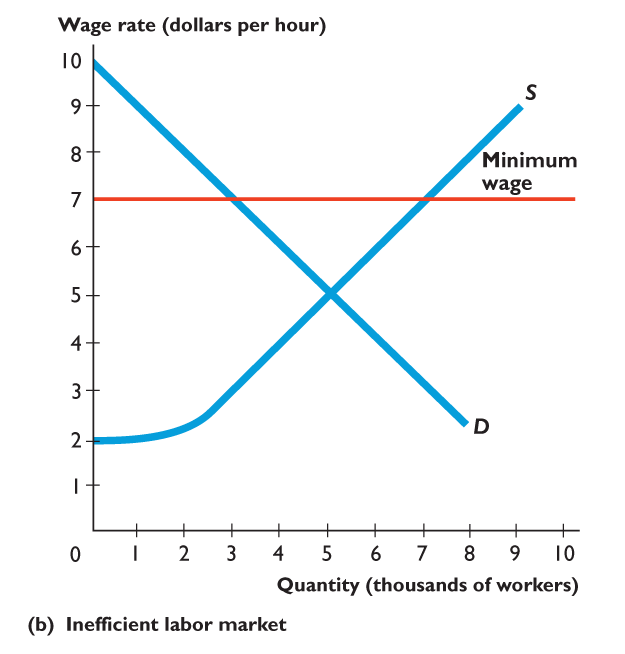 Wage rate (dollars per hour)
10
9
8
7
6
5
4
3
2
1
0
S
Minimum
wage
D
1 2 3 4 5 6 7 8 9 10
Quantity (thousands of workers)
(b) Inefficient labor market